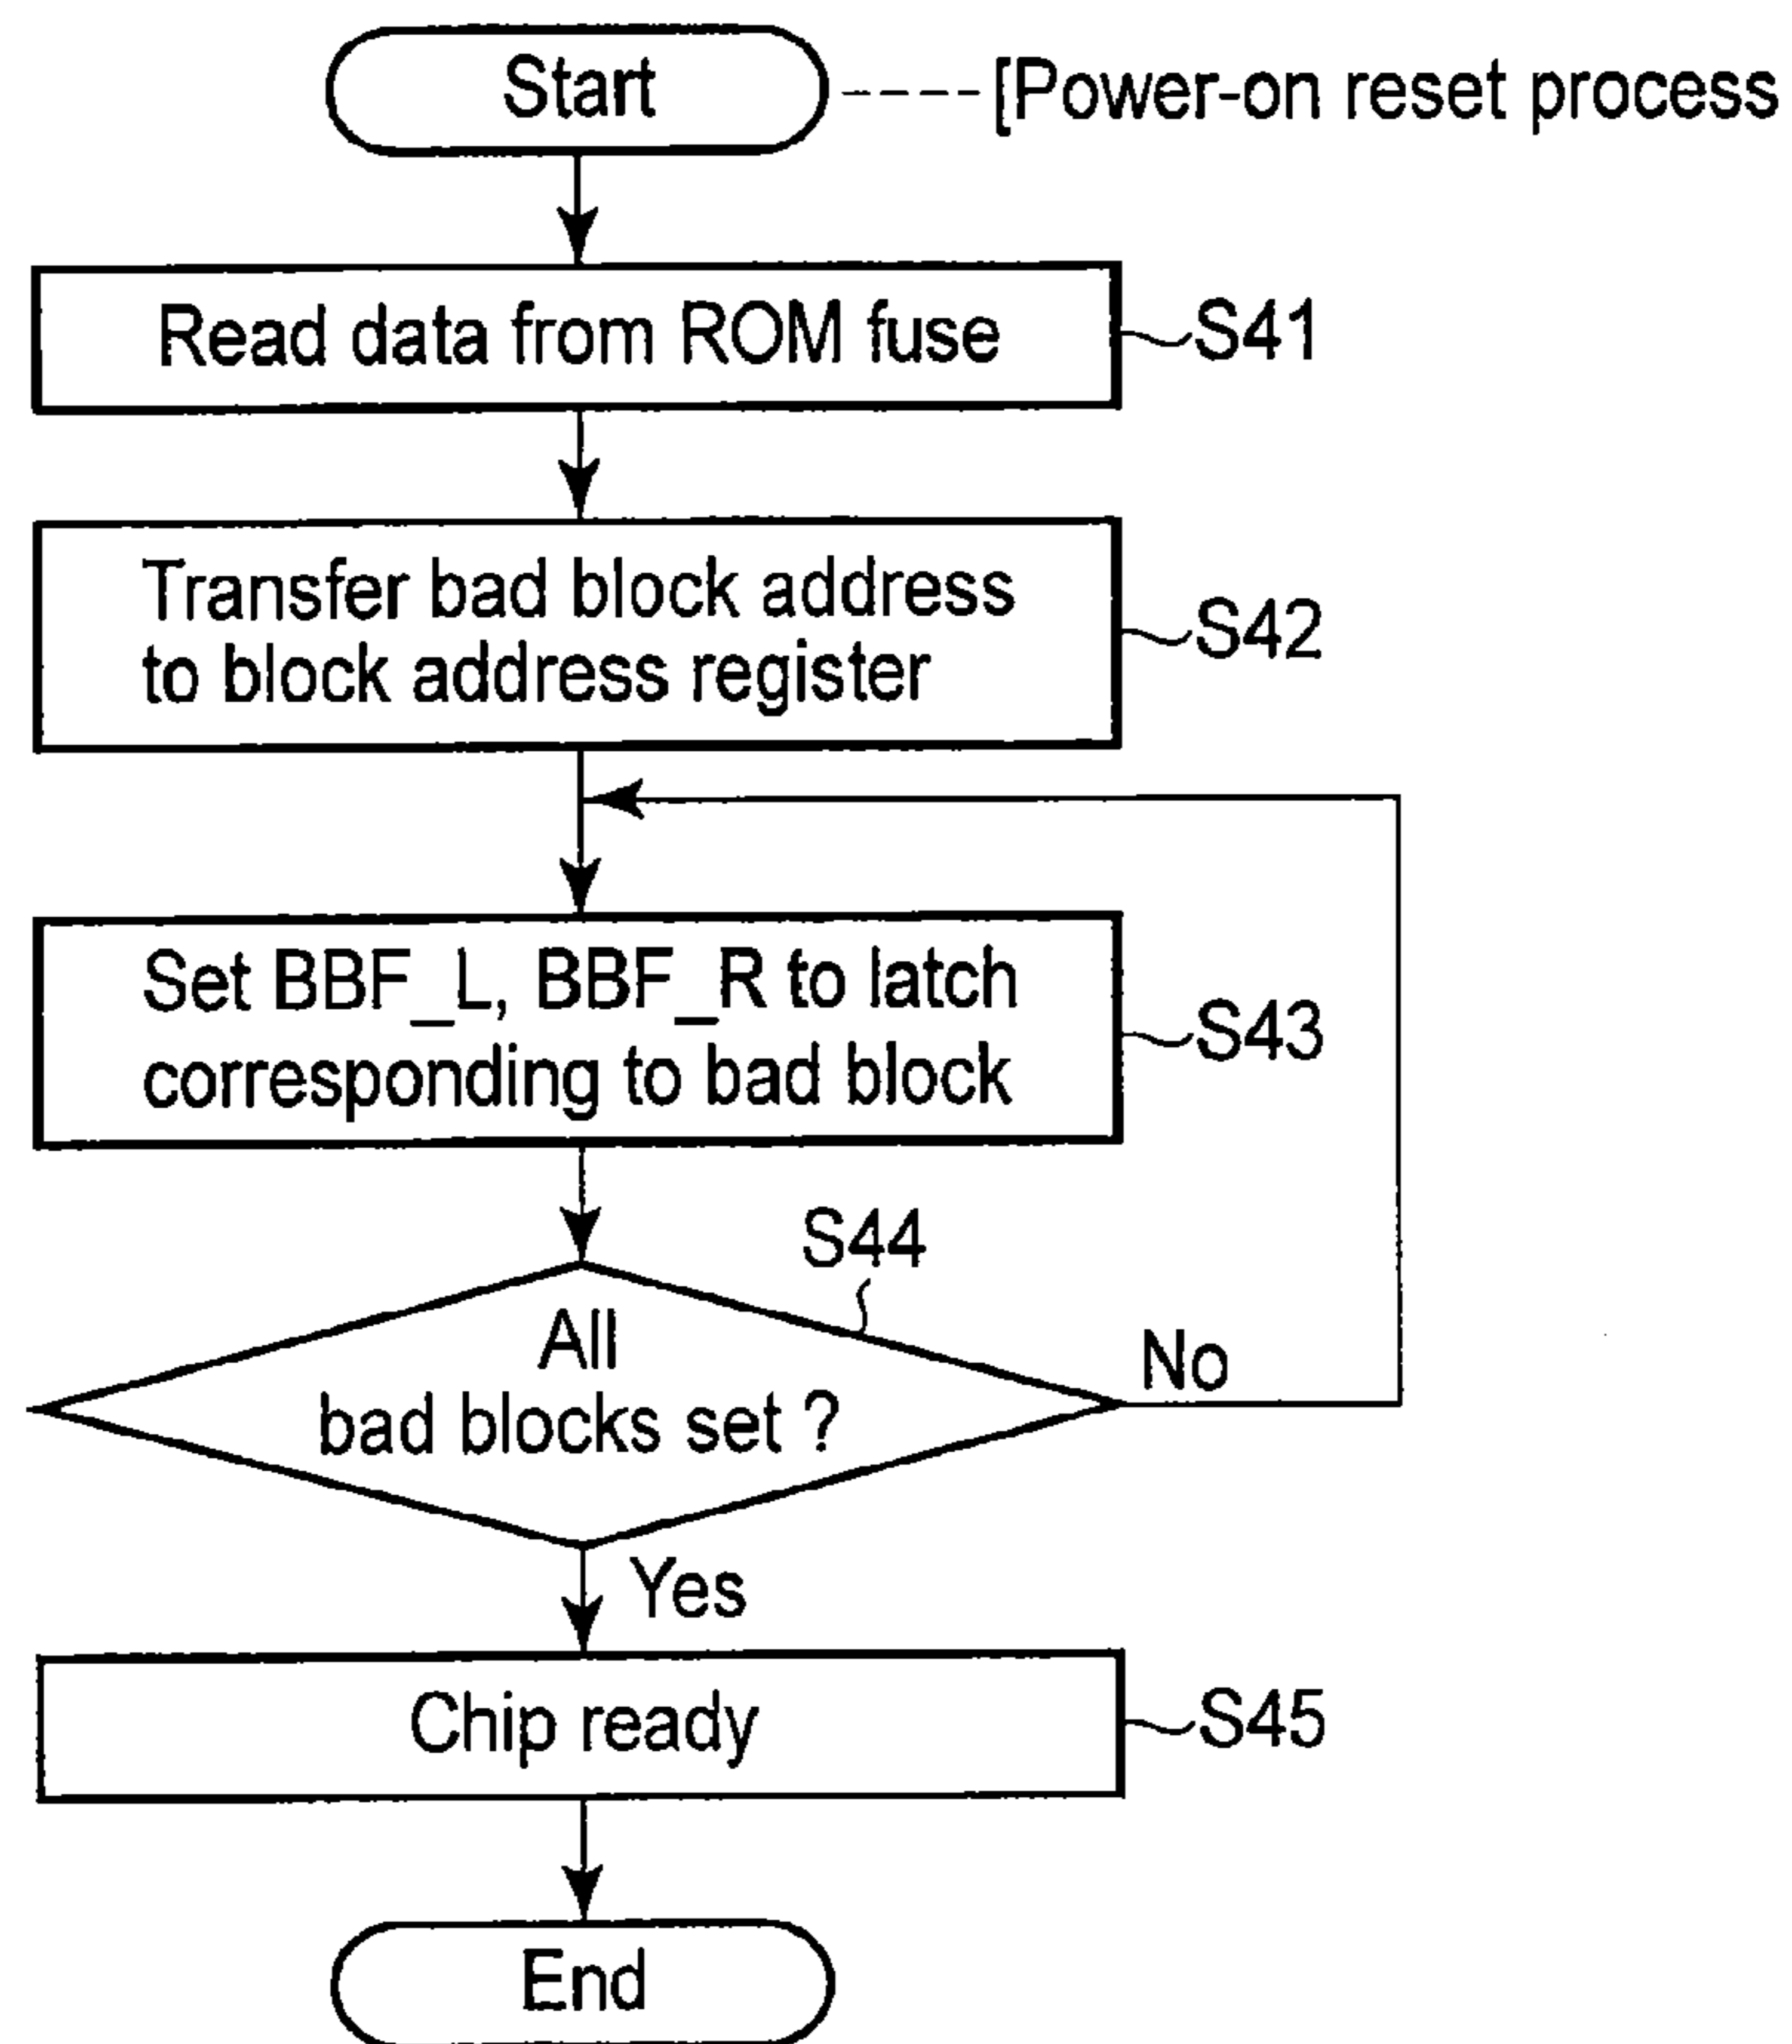 Start
[Power-on reset process
Read data from ROM fuse
S41
Transfer bad block address
to block address register
S42
Set BBF_L, BBF_R to latch
corresponding to bad block
S43
S44
All
bad blocks set ?
No
Yes
Chip ready
S45
End